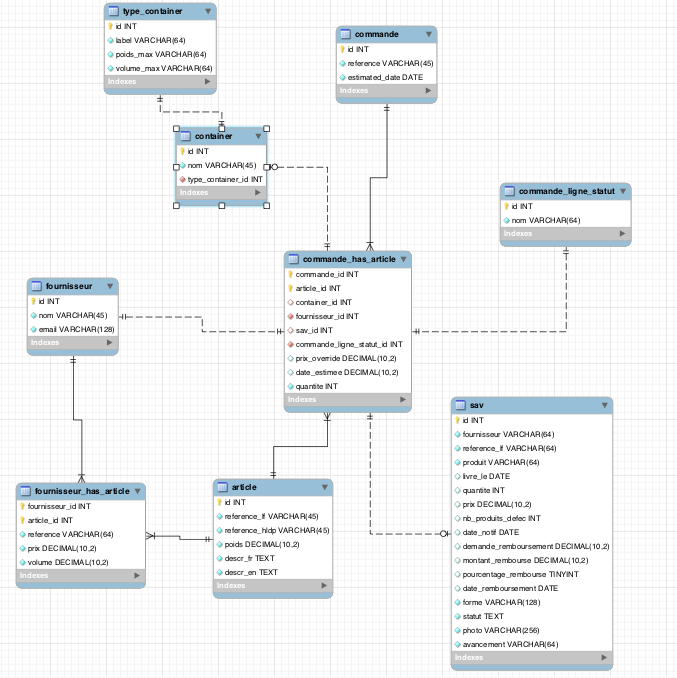 type_container
id INT
label VARCHAR(64)
poids_max VARCHAR(64)
volume_max VARCHAR(64)
Indexes
commande
id INT
reference VARCHAR(45)
estimated_date DATE
Indexes
container
id INT
nom VARCHAR(45)
type_container_id INT
Indexes
commande_ligne_statut
id INT
nom VARCHAR(64)
Indexes
commande_has_article
commande_id INT
article_id INT
container_id INT
fournisseur_id INT
sav_id INT
commande_ligne_statut_id INT
prix_override DECIMAL(10,2)
date_estimee DECIMAL(10,2)
quantite INT
Indexes
fournisseur
id INT
nom VARCHAR(45)
email VARCHAR(128)
Indexes
sav
id INT
fournisseur VARCHAR(64)
reference_lf VARCHAR(64)
produit VARCHAR(64)
livre_le DATE
quantite INT
prix DECIMAL(10,2)
nb_produits_defec INT
date_notif DATE
demande_remboursement DECIMAL(10,2)
montant_rembourse DECIMAL(10,2)
pourcentage_rembourse TINYINT
date_remboursement DATE
forme VARCHAR(128)
statut TEXT
photo VARCHAR(256)
avancement VARCHAR(64)
Indexes
fournisseur_has_article
fournisseur_id INT
article_id INT
reference VARCHAR(64)
prix DECIMAL(10,2)
volume DECIMAL(10,2)
Indexes
article
id INT
reference_lf VARCHAR(45)
reference_hldp VARCHAR(45)
poids DECIMAL(10,2)
descr_fr TEXT
descr_en TEXT
Indexes